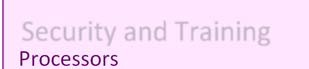 Security and Training
Processors